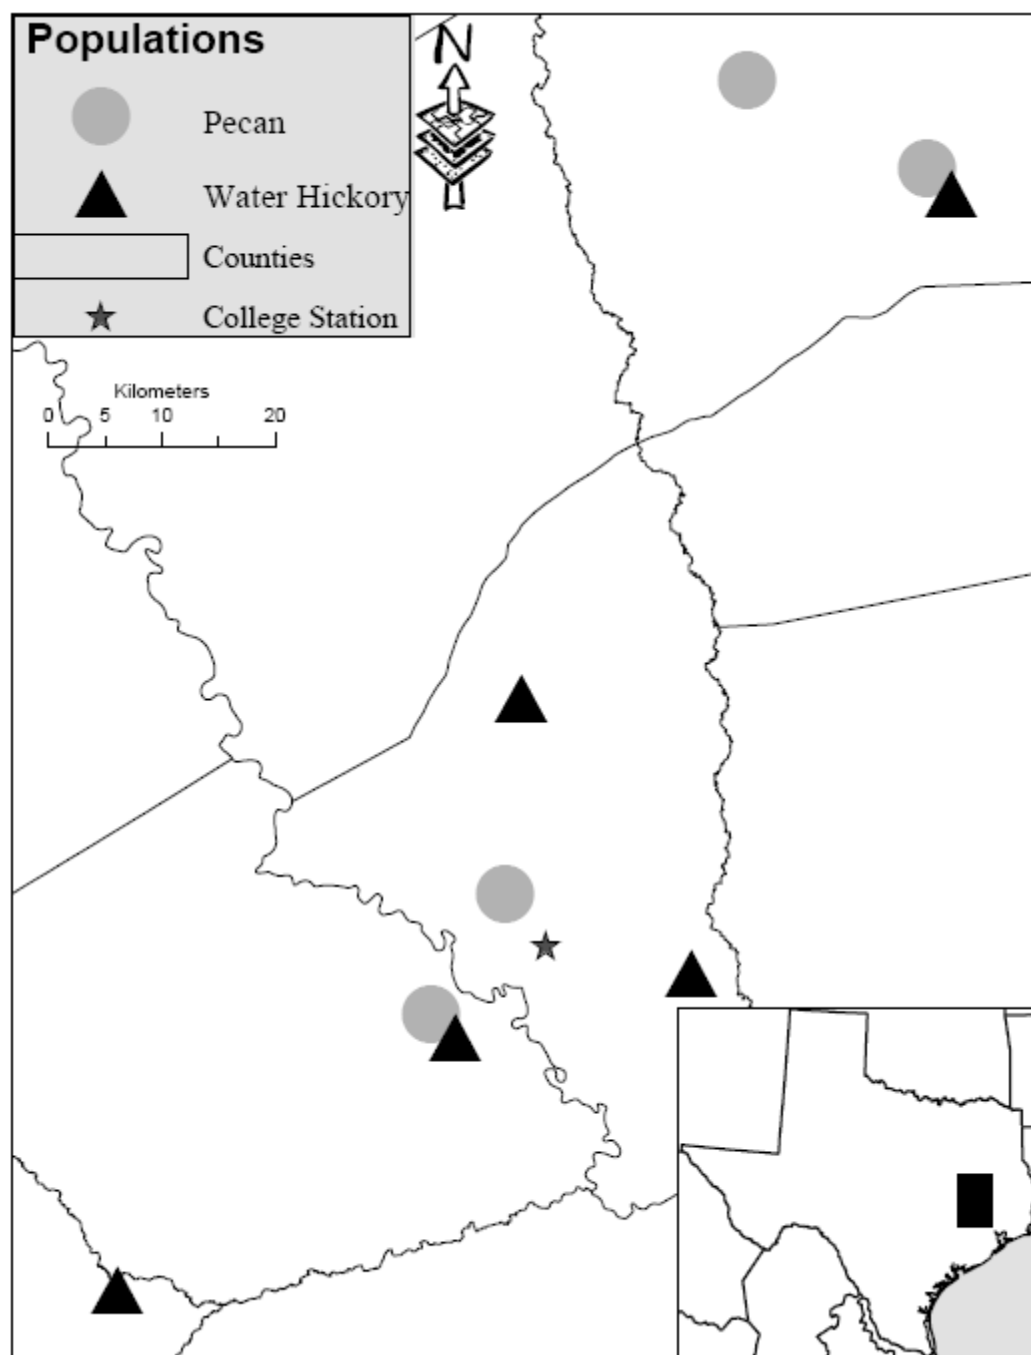 Populations
Pecan
Water Hickory
Counties
College Station
N
Kilometers
0 5 10 20